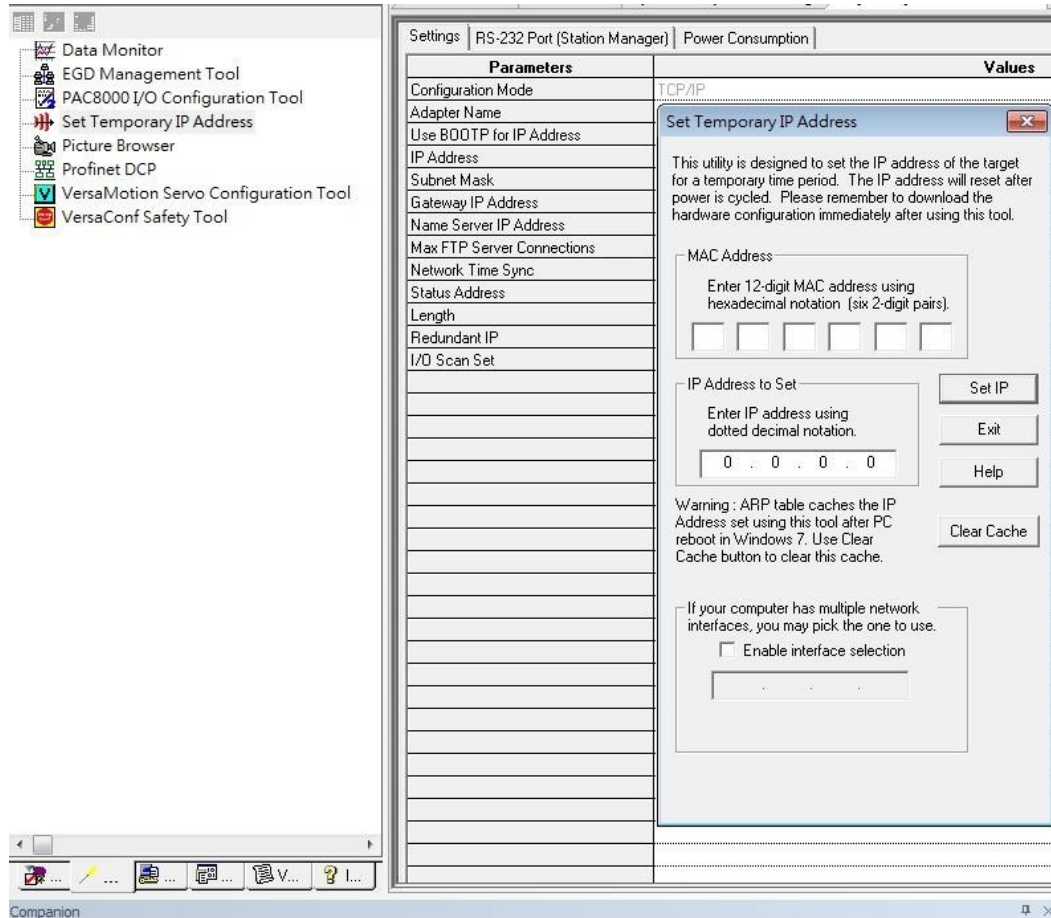 Data Monitor
EGD Management Tool
PAC8000 I/O Configuration Tool
Set Temporary IP Address
Picture Browser
Profinet DCP
VersaMotion Servo Configuration Tool
VersaConf Safety Tool
V...
I...
Companion
Settings
RS-232 Port (Station Manager)
Power Consumption
Parameters
Values
Configuration Mode
TCP/IP
Adapter Name
Use BOOTP for IP Address
IP Address
Subnet Mask
Gateway IP Address
Name Server IP Address
Max FTP Server Connections
Network Time Sync
Status Address
Length
Redundant IP
I/O Scan Set
Set Temporary IP Address
This utility is designed to set the IP address of the target
for a temporary time period. The IP address will reset after
power is cycled. Please remember to download the
hardware configuration immediately after using this tool.
MAC Address
Enter 12-digit MAC address using
hexadecimal notation (six 2-digit pairs).
IP Address to Set
Enter IP address using
dotted decimal notation.
0 . 0 . 0 . 0
Set IP
Exit
Help
Warning : ARP table caches the IP
Address set using this tool after PC
reboot in Windows 7. Use Clear
Cache button to clear this cache.
Clear Cache
If your computer has multiple network
interfaces, you may pick the one to use.
Enable interface selection